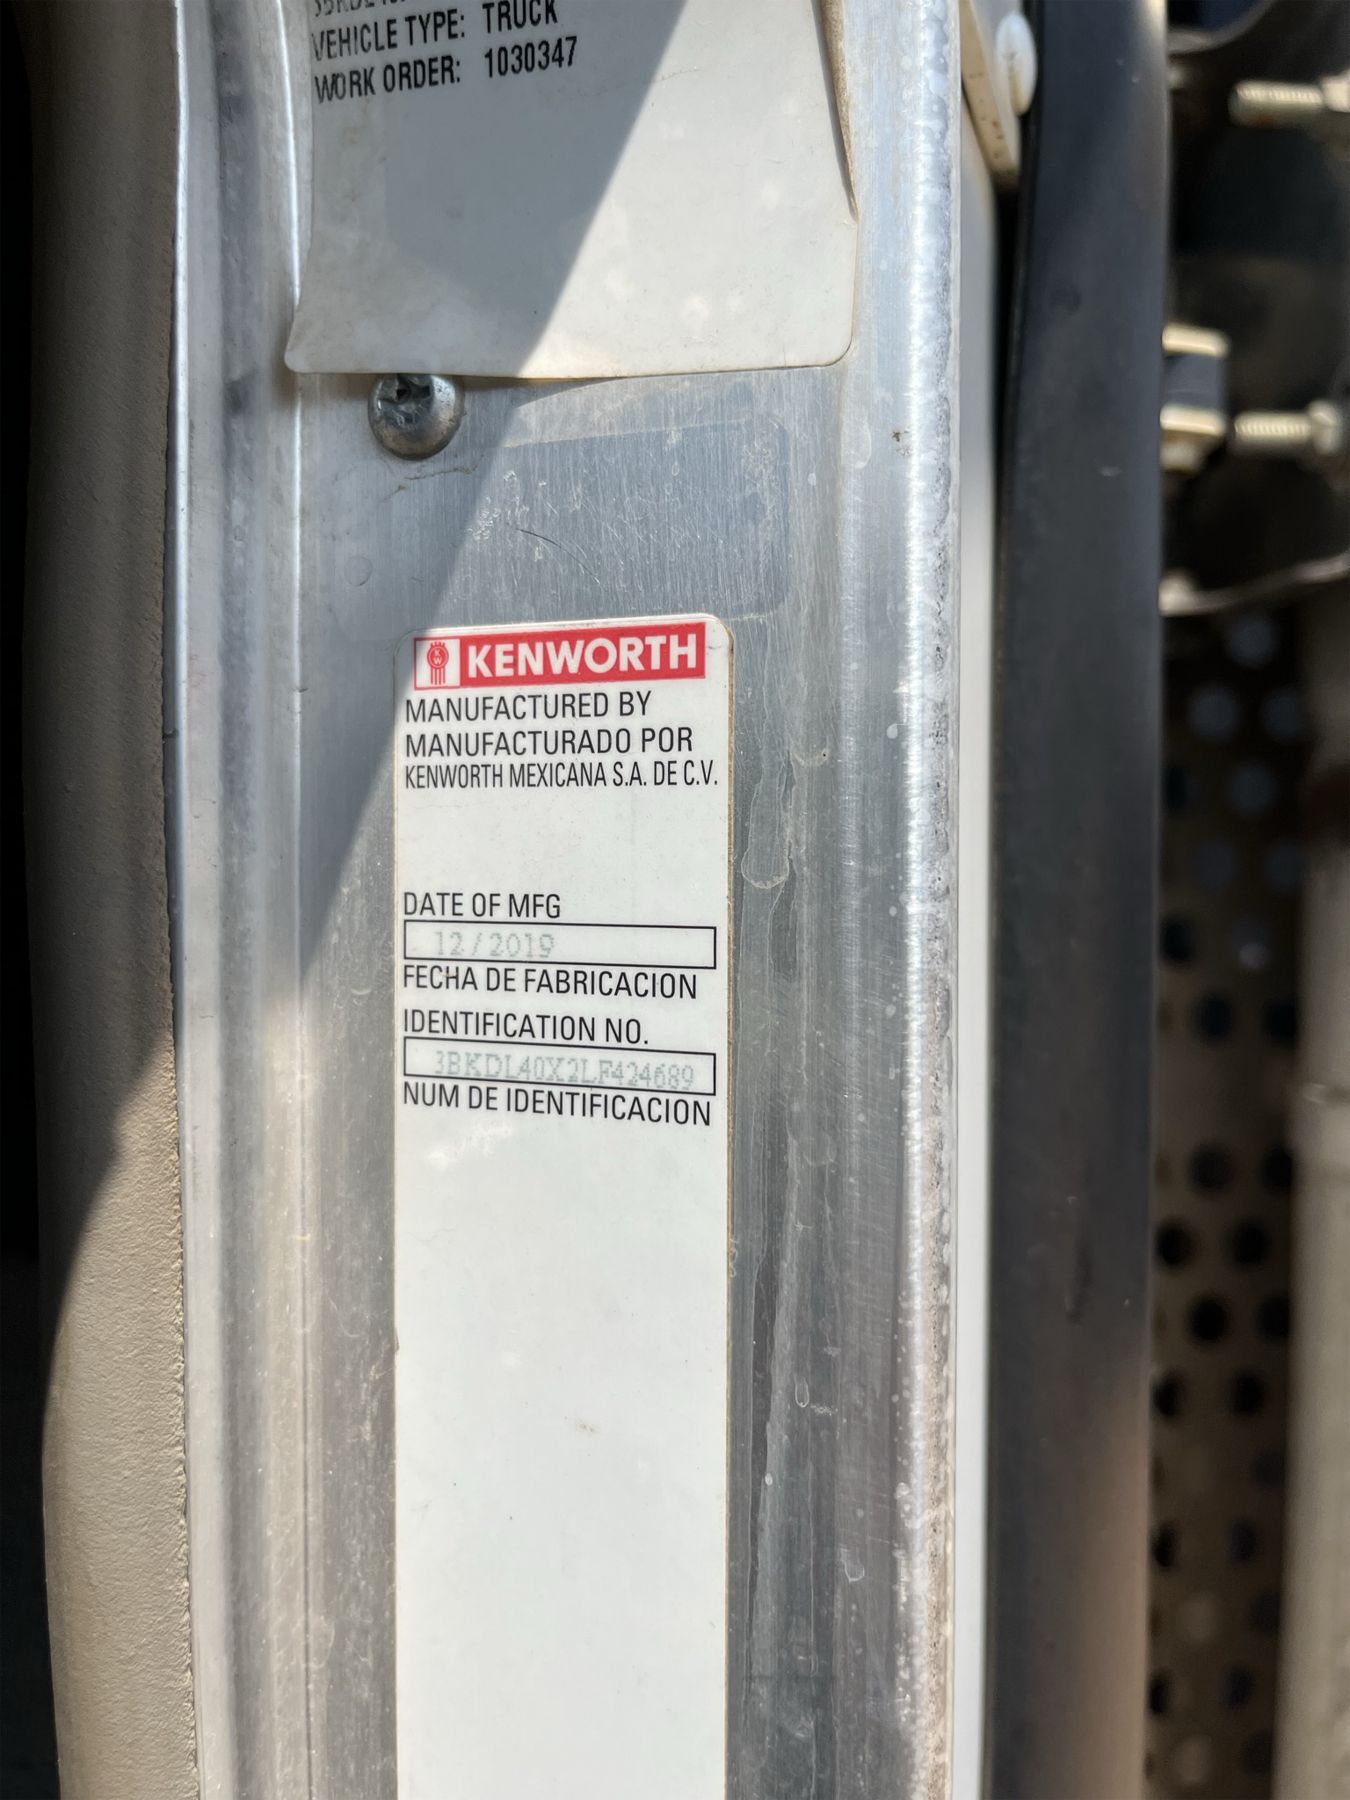 VEHICLE TYPE: TRUCK
WORK ORDER: 1030347
KENWORTH
MANUFACTURED BY
MANUFACTURADO POR
KENWORTH MEXICANA S.A. DE C.V.
DATE OF MFG
12/2019
FECHA DE FABRICACION
IDENTIFICATION NO.
3BKDL40X2LF424689
NUM DE IDENTIFICACION